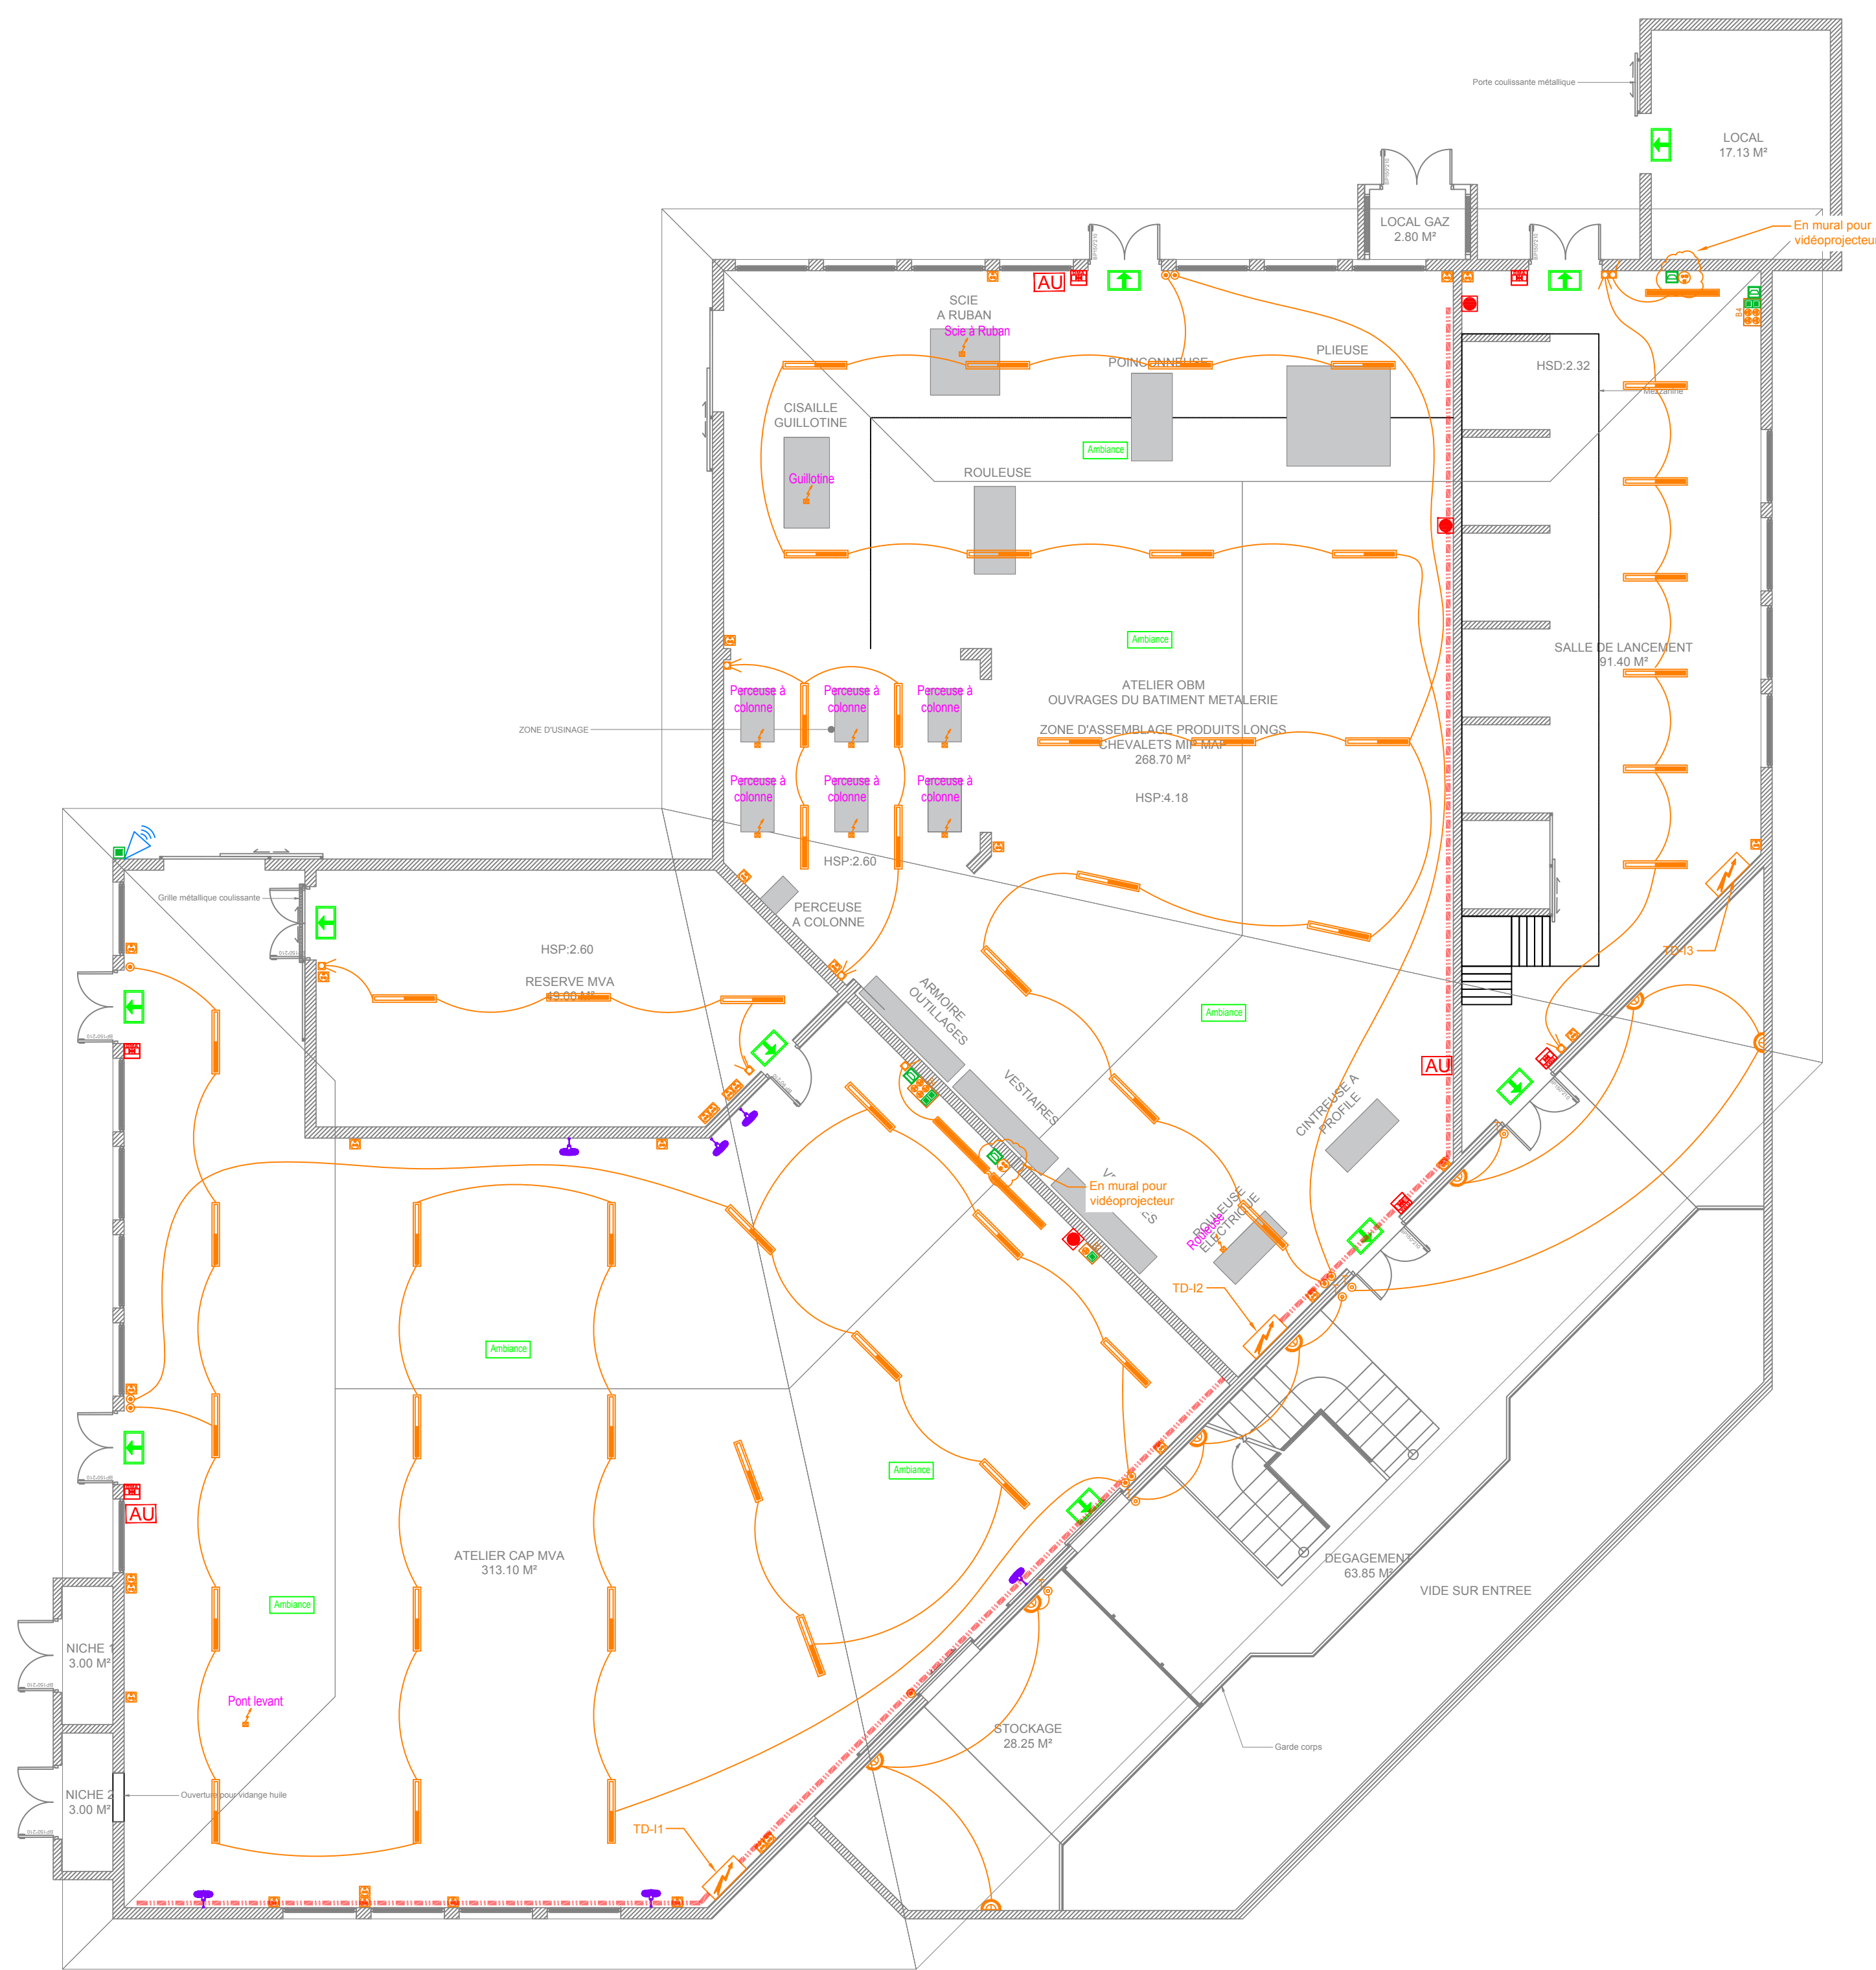 Porte coulissante métallique
LOCAL
17.13 M²
LOCAL GAZ
2.80 M²
En mural pour
vidéoprojecteur
AU
SCIE
A RUBAN
Scie à Ruban
POINCONNEUSE
PLIEUSE
HSD:2.32
Mezzanine
B4
CISAILLE
GUILLOTINE
Guillotine
Ambiance
ROULEUSE
Ambiance
SALLE DE LANCEMENT
91.40 M²
ATELIER OBM
OUVRAGES DU BATIMENT METALERIE
ZONE D'ASSEMBLAGE PRODUITS LONGS
CHEVALETS MIP MAP
268.70 M²
HSP:4.18
Perceuse à
colonne
Perceuse à
colonne
Perceuse à
colonne
ZONE D'USINAGE
Perceuse à
colonne
Perceuse à
colonne
Perceuse à
colonne
HSP:2.60
PERCEUSE
A COLONNE
Grille métallique coulissante
HSP:2.60
RESERVE MVA
49.00 M²
TD-I3
ARMOIRE
OUTILLAGES
Ambiance
VESTIAIRES
AU
CINTREUSE A
PROFILE
En mural pour
vidéoprojecteur
ROULEUSE
ELECTRIQUE
Rouleuse
TD-I2
Ambiance
Ambiance
AU
ATELIER CAP MVA
313.10 M²
DEGAGEMENT
63.85 M²
VIDE SUR ENTREE
Ambiance
NICHE 1
3.00 M²
Pont levant
STOCKAGE
28.25 M²
Garde corps
NICHE 2
3.00 M²
Ouverture pour vidange huile
TD-I1